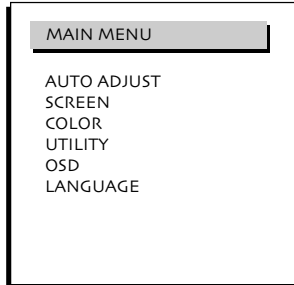 MAIN MENU
AUTO ADJUST
SCREEN
COLOR
UTILITY
OSD
LANGUAGE